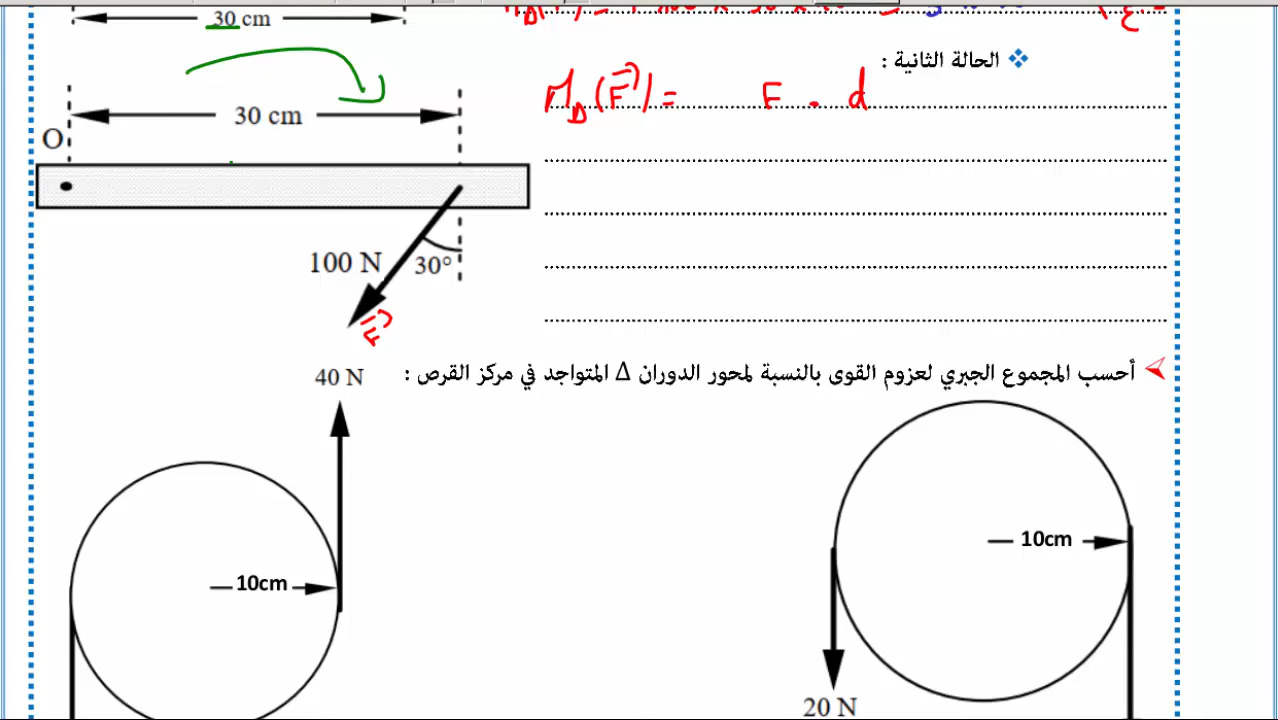 30 cm
الحالة الثانية :
M_Δ(F⃗) = F . d
30 cm
O
100 N
30°
F⃗
أحسب المجموع الجبري لعزوم القوى بالنسبة لمحور الدوران Δ المتواجد في مركز القرص :
40 N
10cm
10cm
20 N